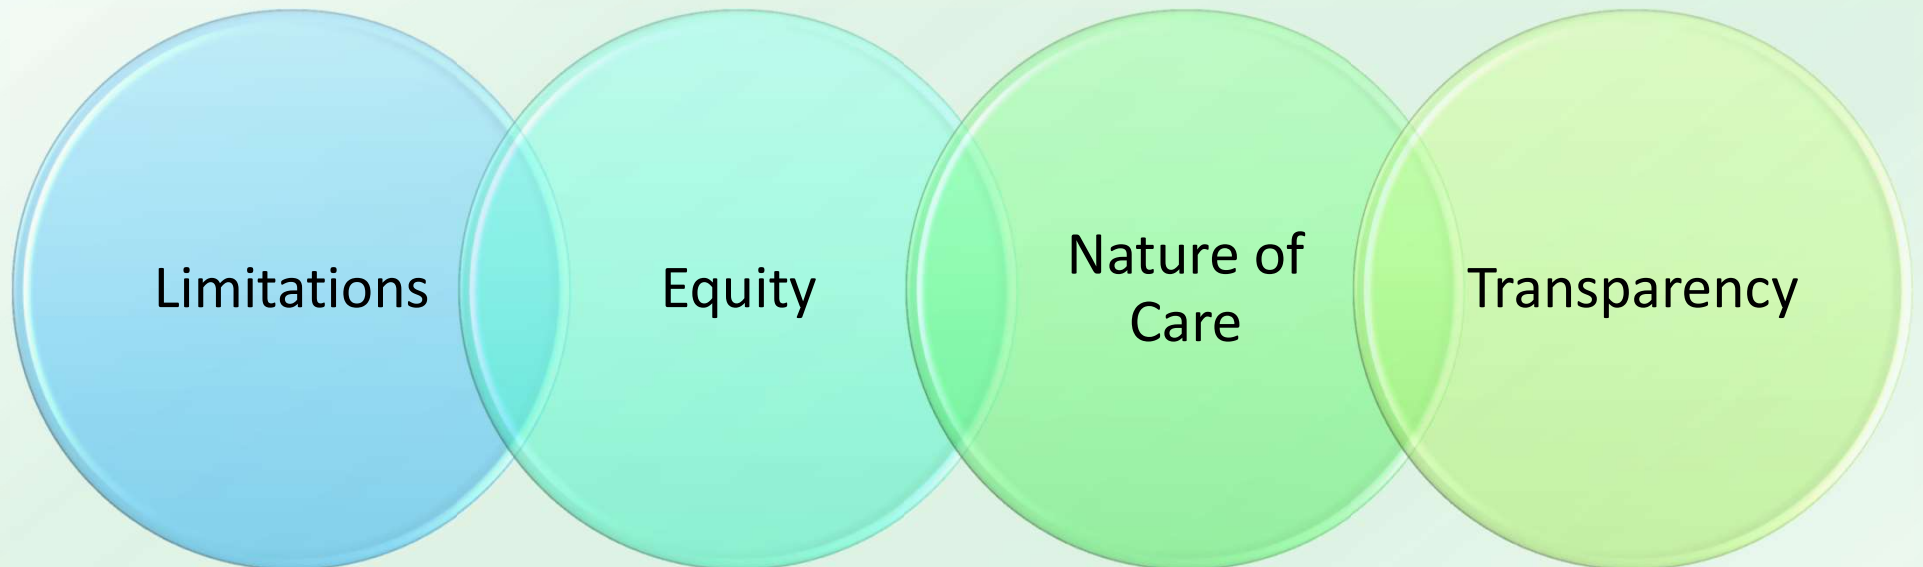 Limitations
Equity
Nature of
Care
Transparency